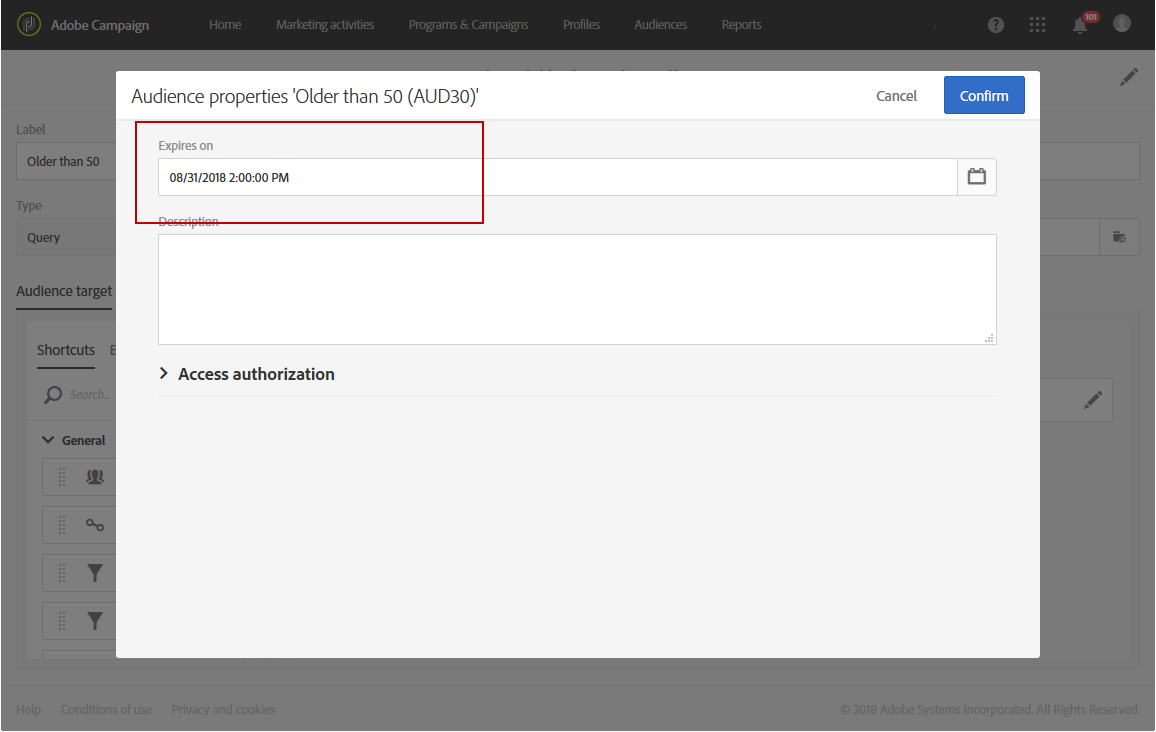 Adobe Campaign Home Marketing activities Programs & Campaigns Profiles Audiences Reports 101
Audience properties 'Older than 50 (AUD30)' Cancel Confirm
Label
Older than 50
Type
Query
Audience target
Shortcuts E
Search...
General
Expires on
08/31/2018 2:00:00 PM
Description
Access authorization
Help Conditions of use Privacy and cookies © 2018 Adobe Systems Incorporated. All Rights Reserved.